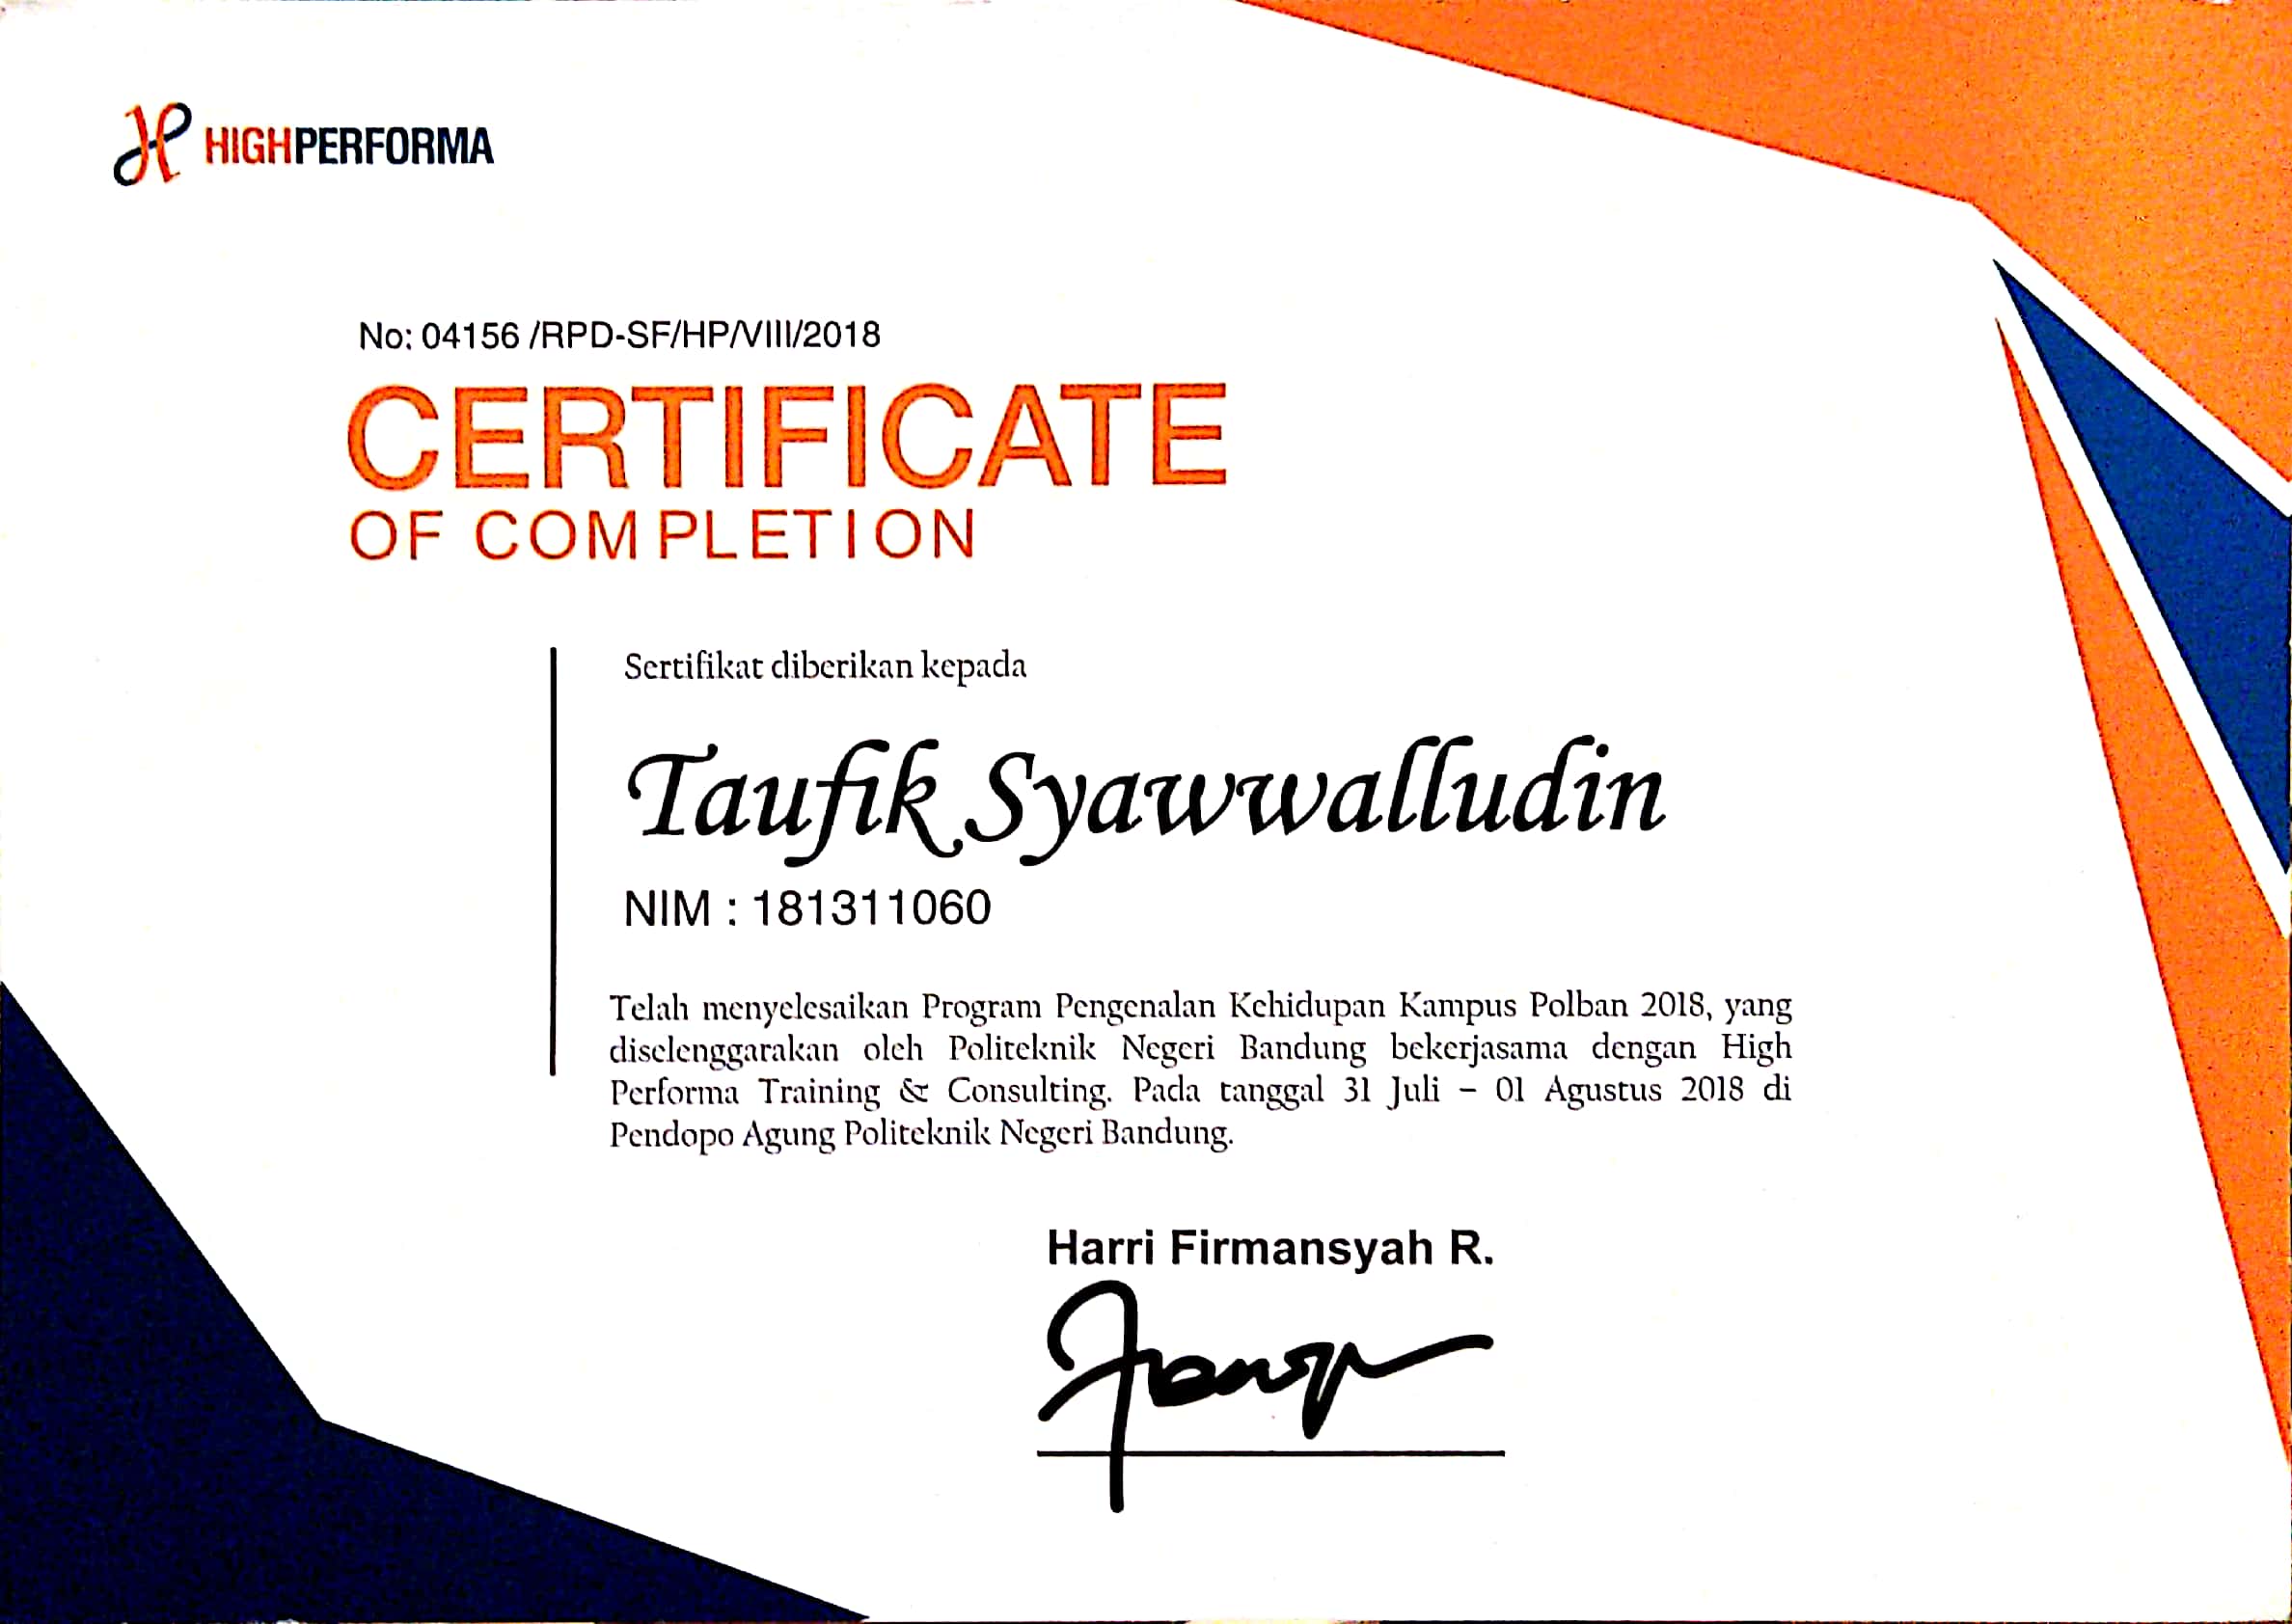 HIGHPERFORMA
No: 04156 /RPD-SF/HP/VIII/2018
CERTIFICATE
OF COMPLETION
Sertifikat diberikan kepada
Taufik Syawwalludin
NIM : 181311060
Telah menyelesaikan Program Pengenalan Kehidupan Kampus Polban 2018, yang
diselenggarakan oleh Politeknik Negeri Bandung bekerjasama dengan High
Performa Training & Consulting. Pada tanggal 31 Juli – 01 Agustus 2018 di
Pendopo Agung Politeknik Negeri Bandung.
Harri Firmansyah R.